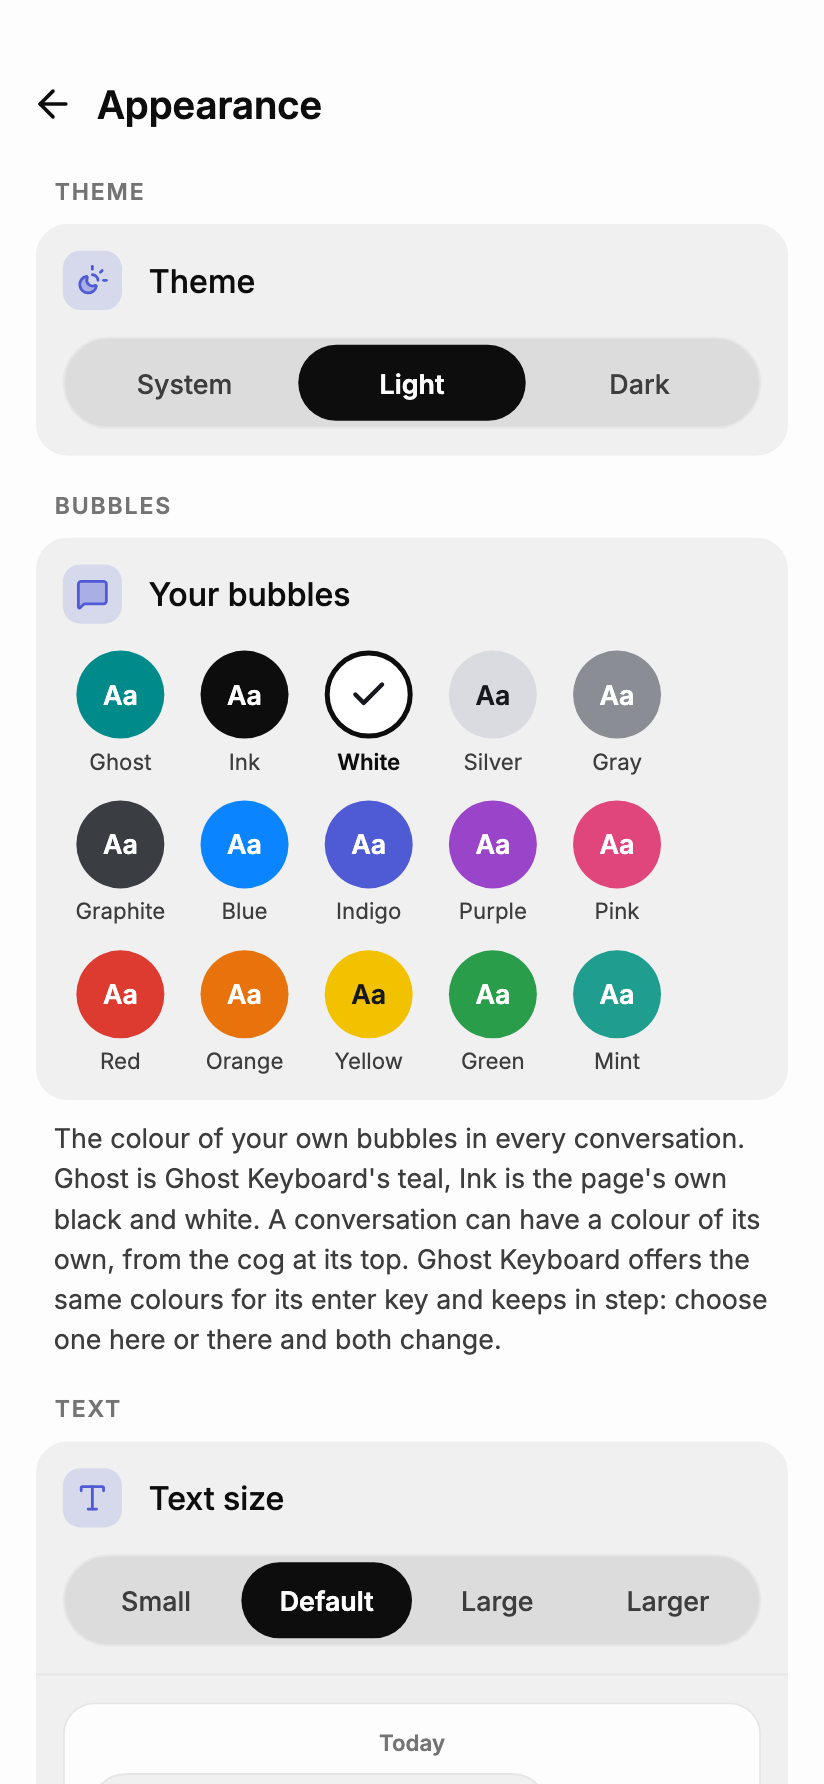 Appearance
THEME
Theme
System Light Dark
BUBBLES
Your bubbles
Aa Aa Aa Aa
Ghost Ink White Silver Gray
Aa Aa Aa Aa Aa
Graphite Blue Indigo Purple Pink
Aa Aa Aa Aa Aa
Red Orange Yellow Green Mint
The colour of your own bubbles in every conversation.
Ghost is Ghost Keyboard's teal, Ink is the page's own
black and white. A conversation can have a colour of its
own, from the cog at its top. Ghost Keyboard offers the
same colours for its enter key and keeps in step: choose
one here or there and both change.
TEXT
T Text size
Small Default Large Larger
Today